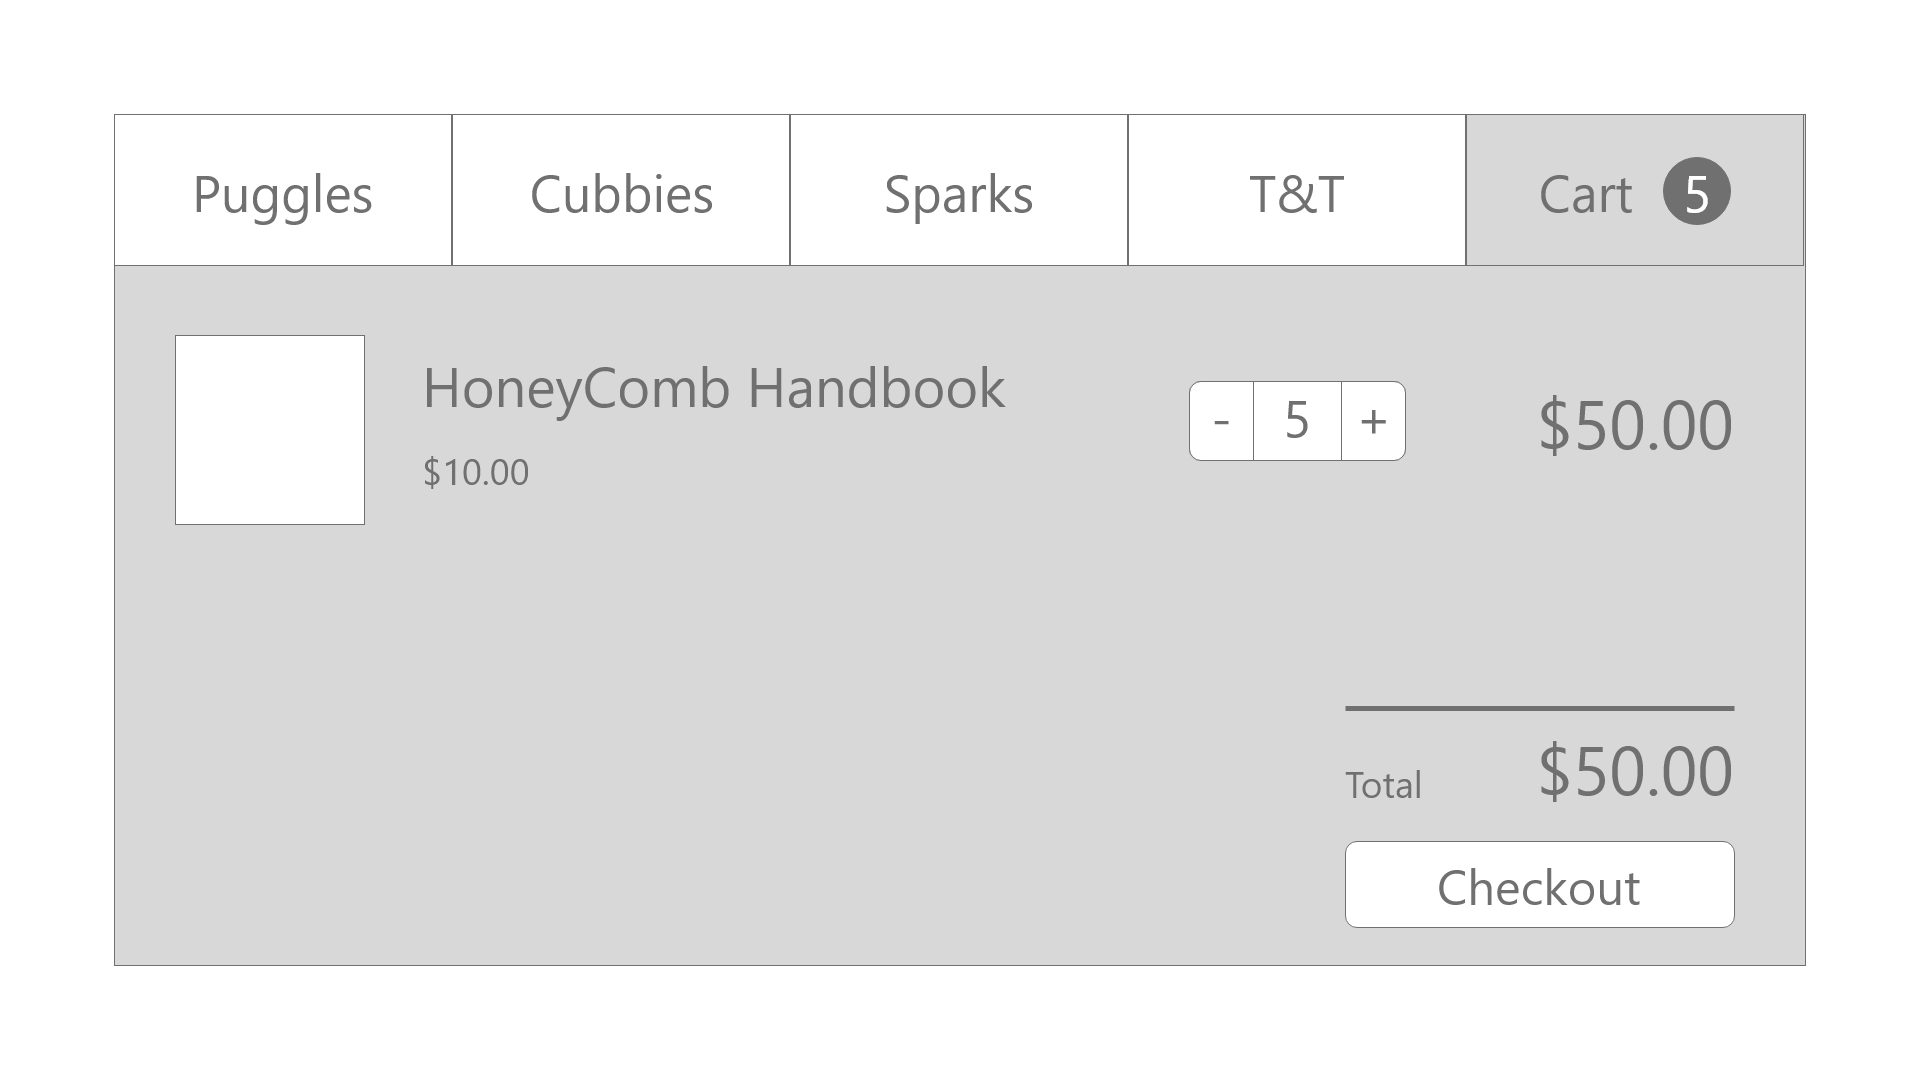 Puggles
Cubbies
Sparks
T&T
Cart 5
HoneyComb Handbook
$10.00
- 5 +
$50.00
Total $50.00
Checkout